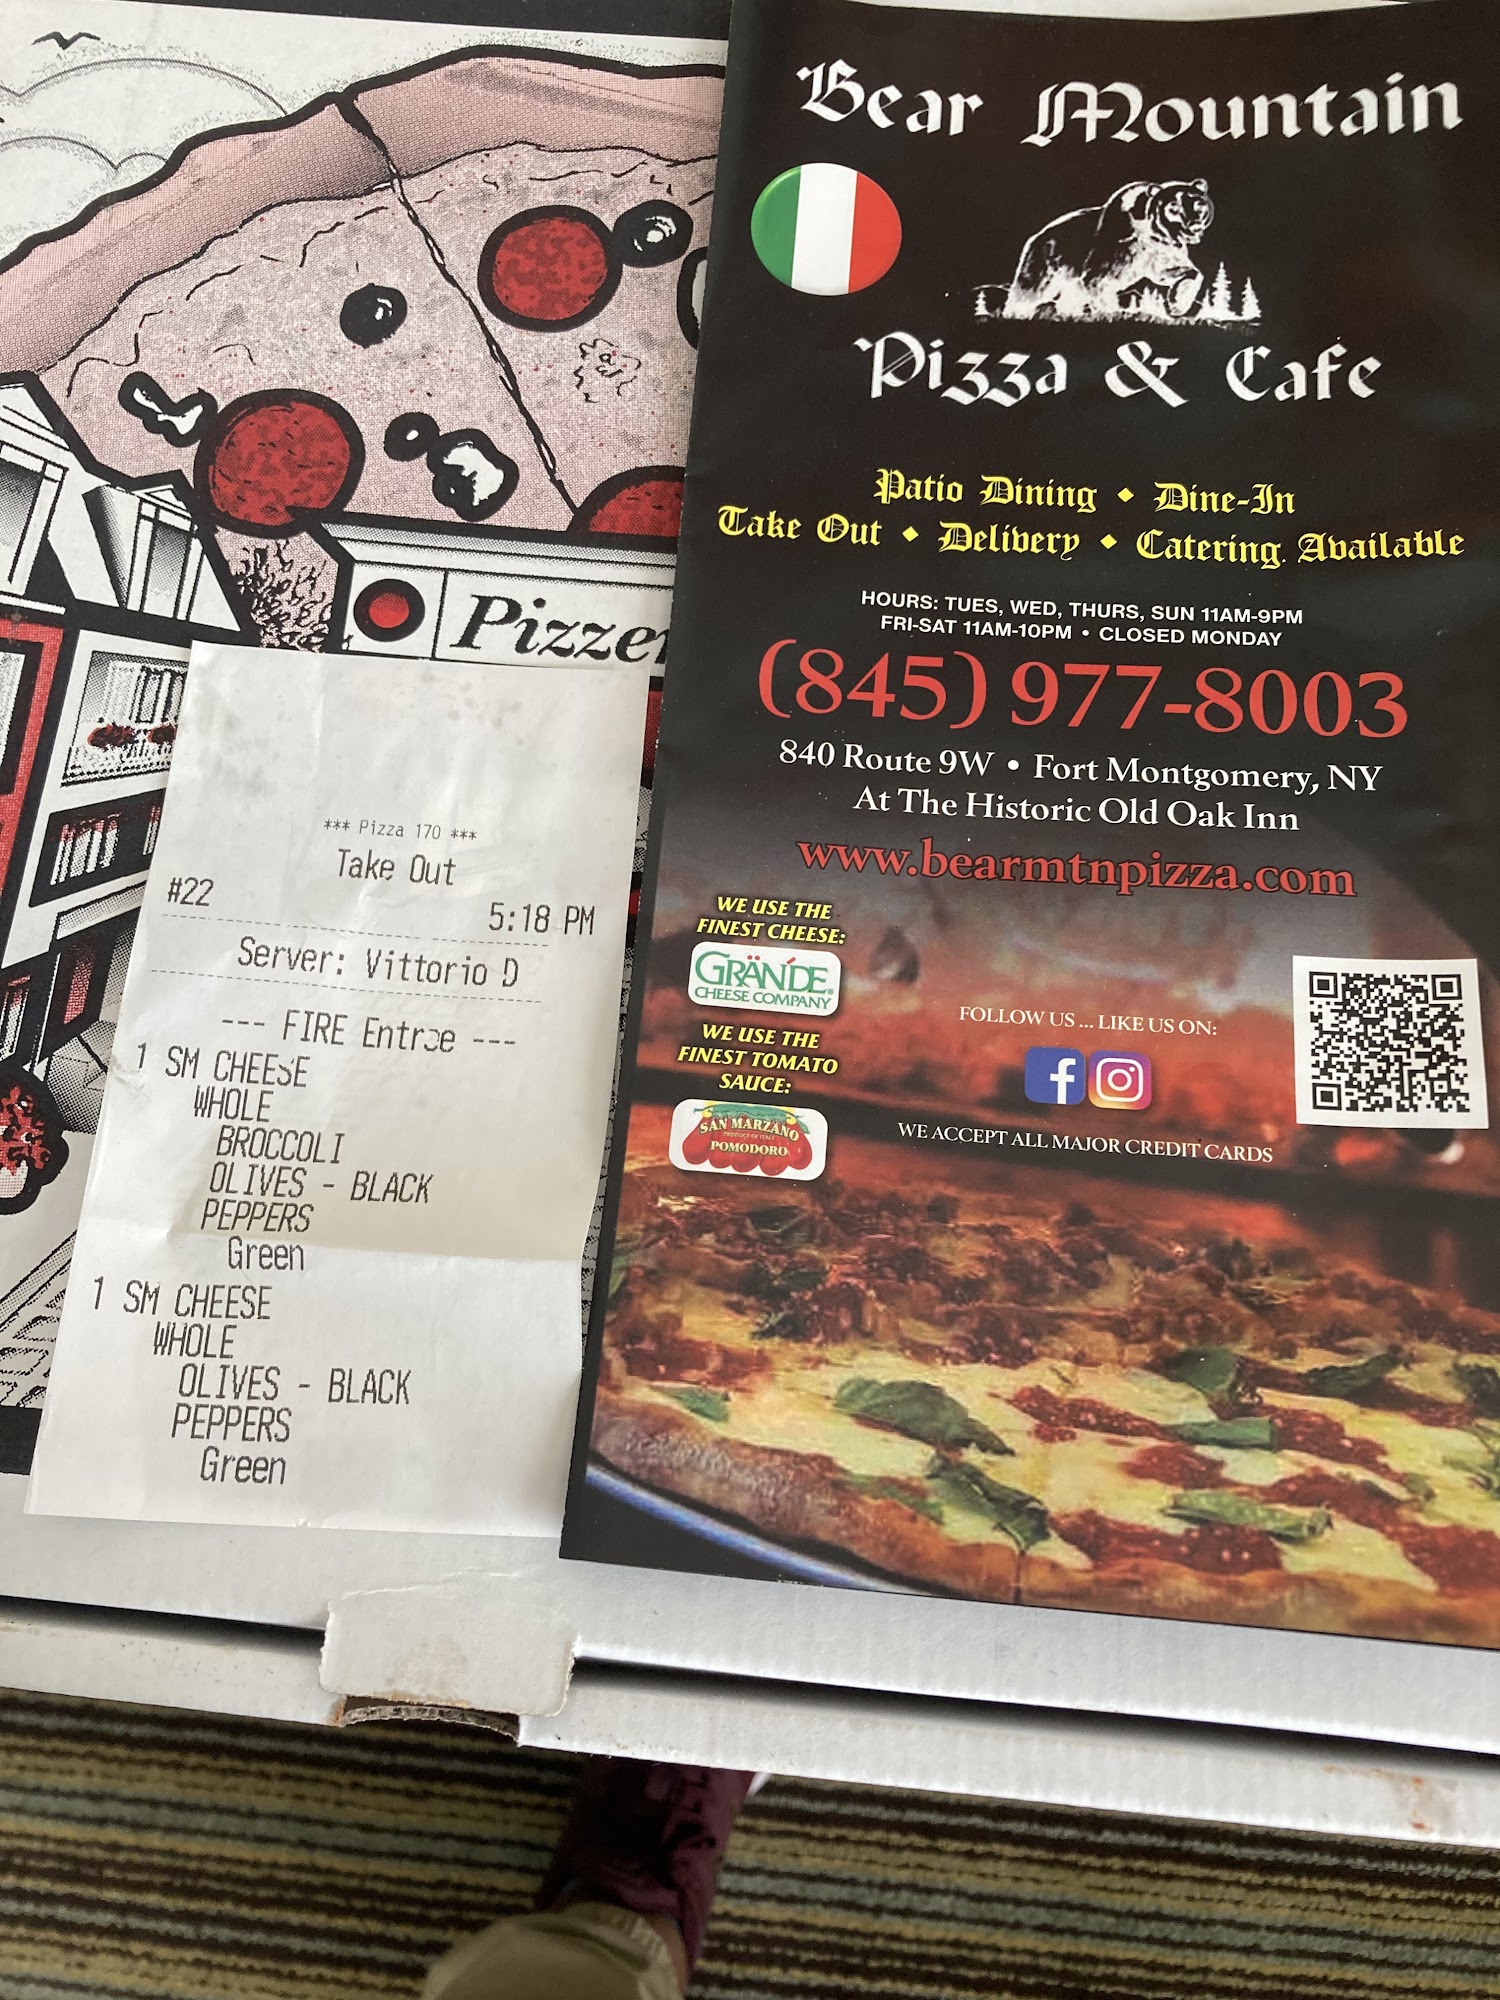 Pizze
*** Pizza 170 ***
Take Out
#22
5:18 PM
Server: Vittorio D
--- FIRE Entree ---
1 SM CHEESE
WHOLE
BROCCOLI
OLIVES - BLACK
PEPPERS
Green
1 SM CHEESE
WHOLE
OLIVES - BLACK
PEPPERS
Green
Bear Mountain
Pizza & Cafe
Patio Dining • Dine-In
Take Out • Delivery • Catering Available
HOURS: TUES, WED, THURS, SUN 11AM-9PM
FRI-SAT 11AM-10PM • CLOSED MONDAY
(845) 977-8003
840 Route 9W • Fort Montgomery, NY
At The Historic Old Oak Inn
www.bearmtnpizza.com
WE USE THE
FINEST CHEESE:
GRANDE
CHEESE COMPANY
WE USE THE
FINEST TOMATO
SAUCE:
SAN MARZANO
PRODUCT OF ITALY
POMODORO
FOLLOW US ... LIKE US ON:
WE ACCEPT ALL MAJOR CREDIT CARDS